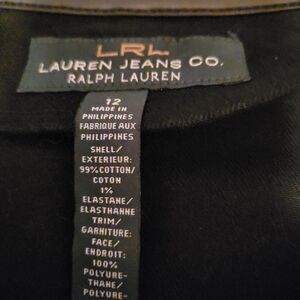 LRL
LAUREN JEANS CO.
RALPH LAUREN
12
MADE IN
PHILIPPINES
FABRIQUE AUX
PHILIPPINES
SHELL/
EXTERIEUR:
99% COTTON/
COTON
1%
ELASTANE/
ELASTHANNE
TRIM/
GARNITURE:
FACE/
ENDROIT:
100%
POLYURE-
THANE/
POLYURE-